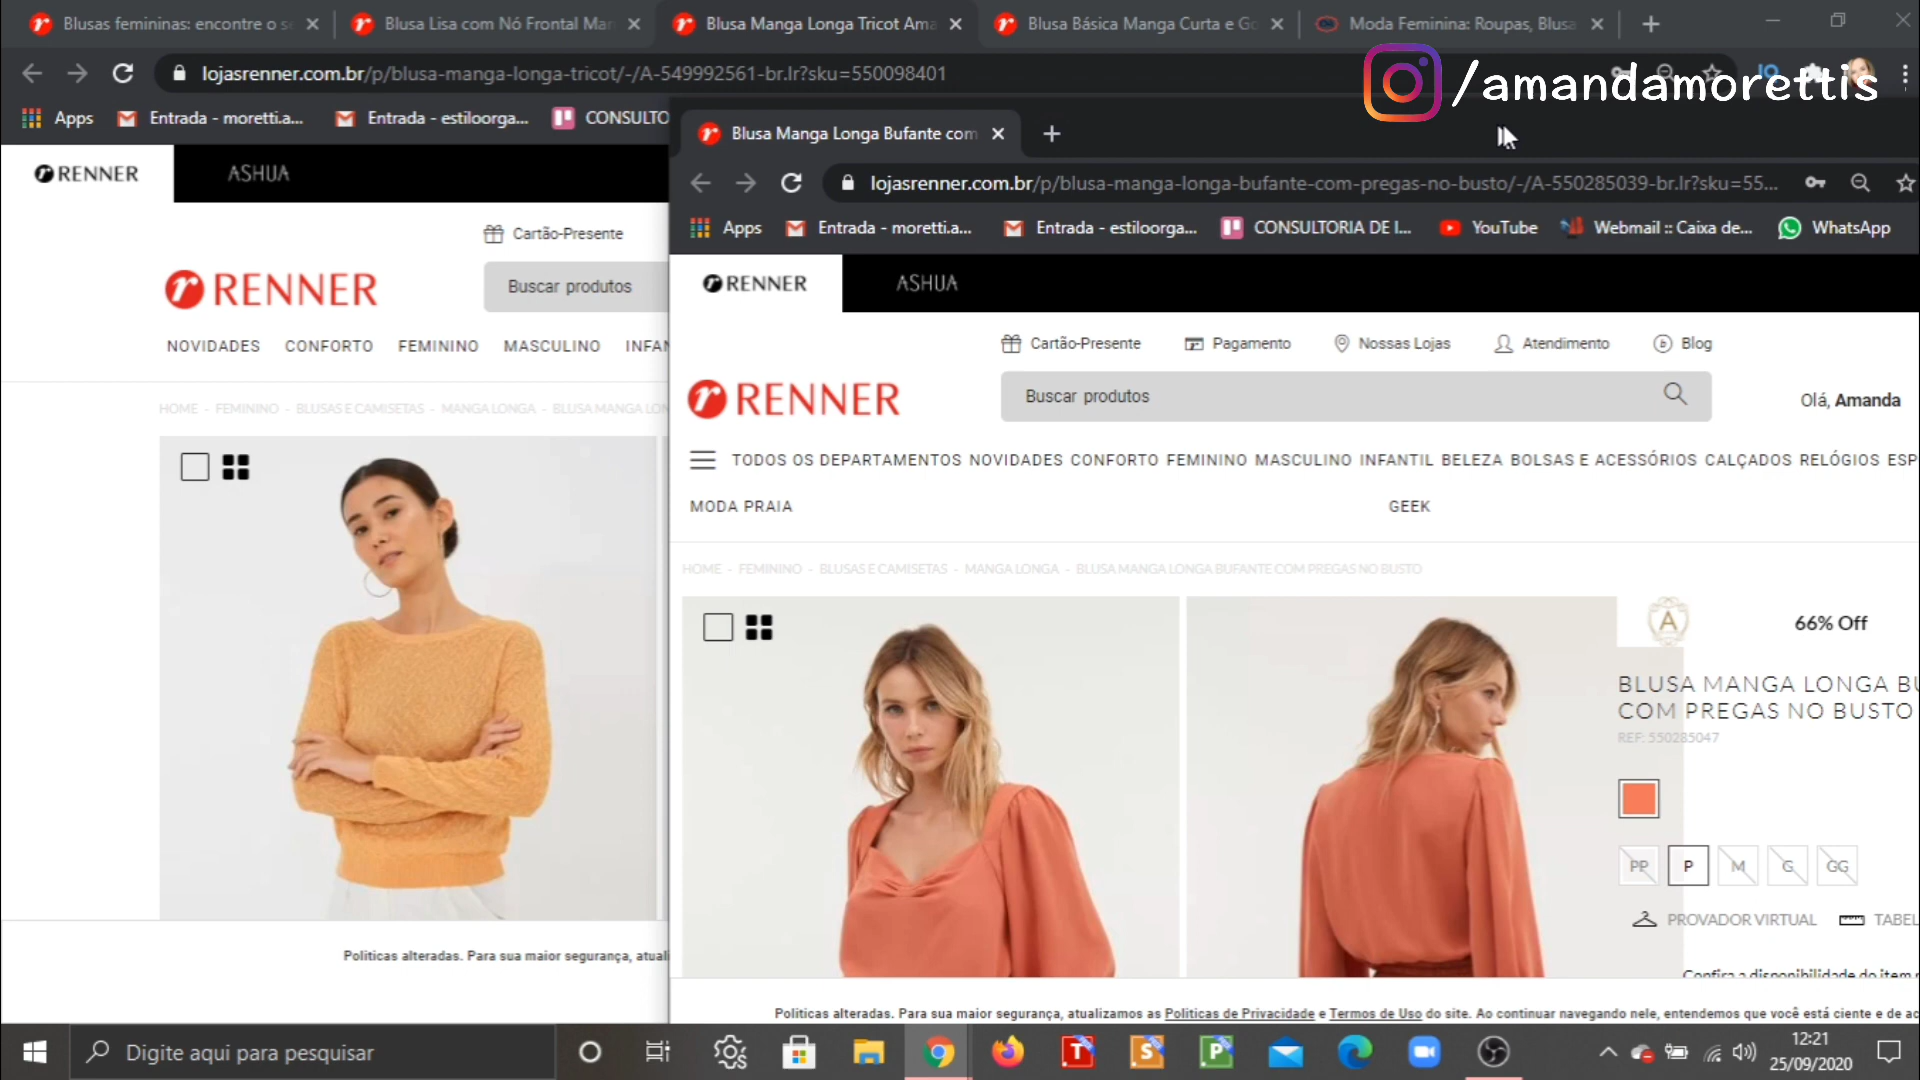 Blusas femininas: encontre o se
Blusa Lisa com Nó Frontal Man
Blusa Manga Longa Tricot Ama
Blusa Básica Manga Curta e Go
Moda Feminina: Roupas, Blusa
lojasrenner.com.br/p/blusa-manga-longa-tricot/-/A-549992561-br.lr?sku=550098401
/amandamorettis
Apps
Entrada - moretti.a...
Entrada - estiloorga...
CONSULTO
Blusa Manga Longa Bufante com
lojasrenner.com.br/p/blusa-manga-longa-bufante-com-pregas-no-busto/-/A-550285039-br.lr?sku=55...
Apps
Entrada - moretti.a...
Entrada - estiloorga...
CONSULTORIA DE I...
YouTube
Webmail :: Caixa de...
WhatsApp
RENNER
ASHUA
Cartão-Presente
RENNER
Buscar produtos
NOVIDADES CONFORTO FEMININO MASCULINO INFAN
HOME - FEMININO - BLUSAS E CAMISETAS - MANGA LONGA - BLUSA MANGA LON
Politicas alteradas. Para sua maior segurança, atuali
RENNER
ASHUA
Cartão-Presente
Pagamento
Nossas Lojas
Atendimento
Blog
RENNER
Buscar produtos
Olá, Amanda
TODOS OS DEPARTAMENTOS NOVIDADES CONFORTO FEMININO MASCULINO INFANTIL BELEZA BOLSAS E ACESSÓRIOS CALÇADOS RELÓGIOS ESP
MODA PRAIA
GEEK
HOME - FEMININO - BLUSAS E CAMISETAS - MANGA LONGA - BLUSA MANGA LONGA BUFANTE COM PREGAS NO BUSTO
A
66% Off
BLUSA MANGA LONGA BU
COM PREGAS NO BUSTO
REF: 550285047
PP P M G GG
PROVADOR VIRTUAL
TABEL
Confira a disponibilidade do item
Politicas alteradas. Para sua maior segurança, atualizamos as Politicas de Privacidade e Termos de Uso do site. Ao continuar navegando nele, entendemos que você está ciente e de ac
Digite aqui para pesquisar
12:21
25/09/2020